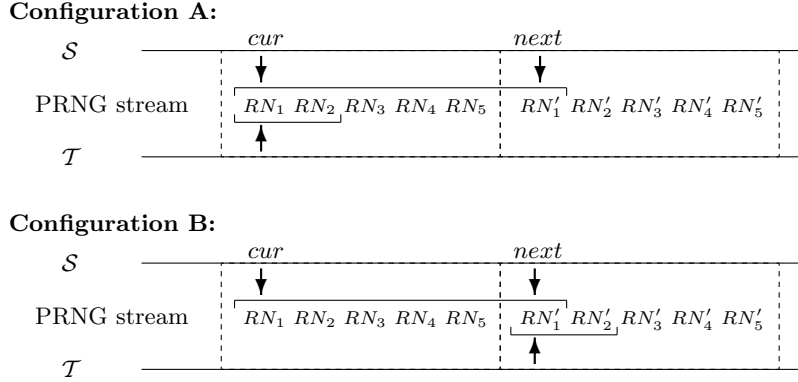 Configuration A:
cur next
𝒮
PRNG stream RN₁ RN₂ RN₃ RN₄ RN₅ RN′₁ RN′₂ RN′₃ RN′₄ RN′₅
𝒯
Configuration B:
cur next
𝒮
PRNG stream RN₁ RN₂ RN₃ RN₄ RN₅ RN′₁ RN′₂ RN′₃ RN′₄ RN′₅
𝒯